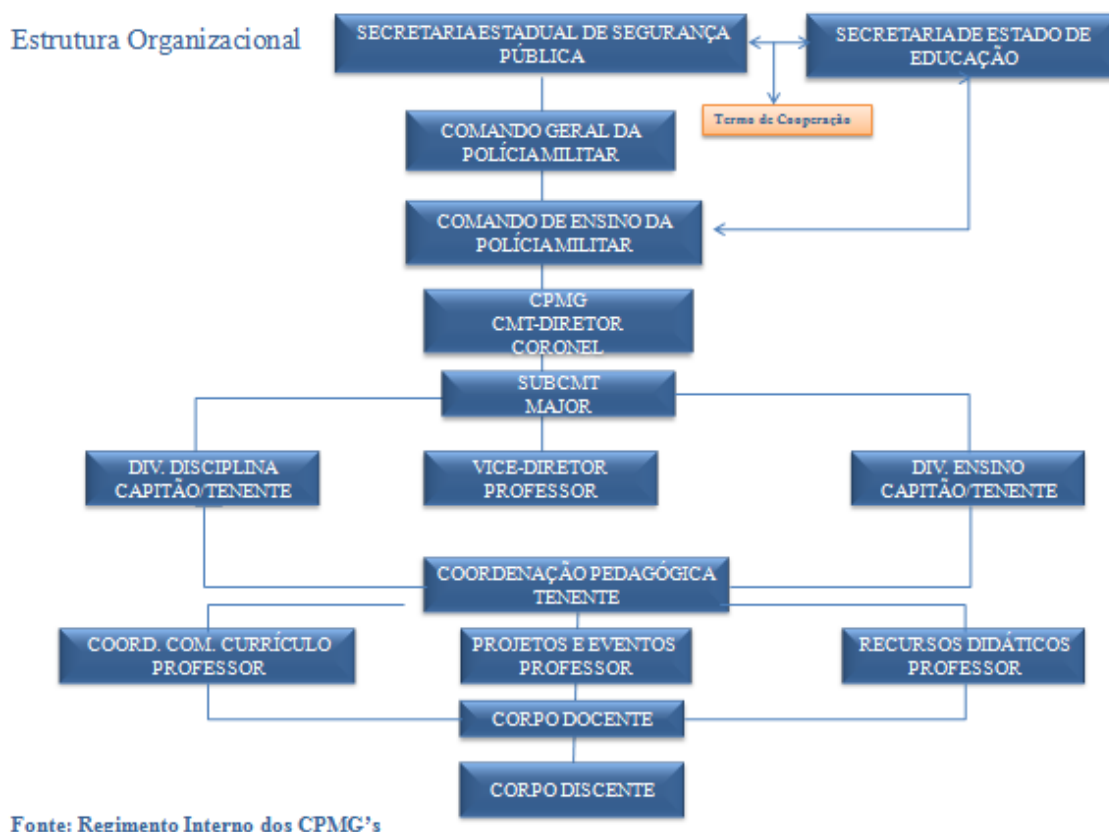 Estrutura Organizacional
SECRETARIA ESTADUAL DE SEGURANÇA
PÚBLICA
SECRETARIA DE ESTADO DE
EDUCAÇÃO
Termo de Cooperação
COMANDO GERAL DA
POLÍCIA MILITAR
COMANDO DE ENSINO DA
POLÍCIA MILITAR
CPMG
CMT-DIRETOR
CORONEL
SUBCMT
MAJOR
DIV. DISCIPLINA
CAPITÃO/TENENTE
VICE-DIRETOR
PROFESSOR
DIV. ENSINO
CAPITÃO/TENENTE
COORDENAÇÃO PEDAGÓGICA
TENENTE
COORD. COM. CURRÍCULO
PROFESSOR
PROJETOS E EVENTOS
PROFESSOR
RECURSOS DIDÁTICOS
PROFESSOR
CORPO DOCENTE
CORPO DISCENTE
Fonte: Regimento Interno dos CPMG's